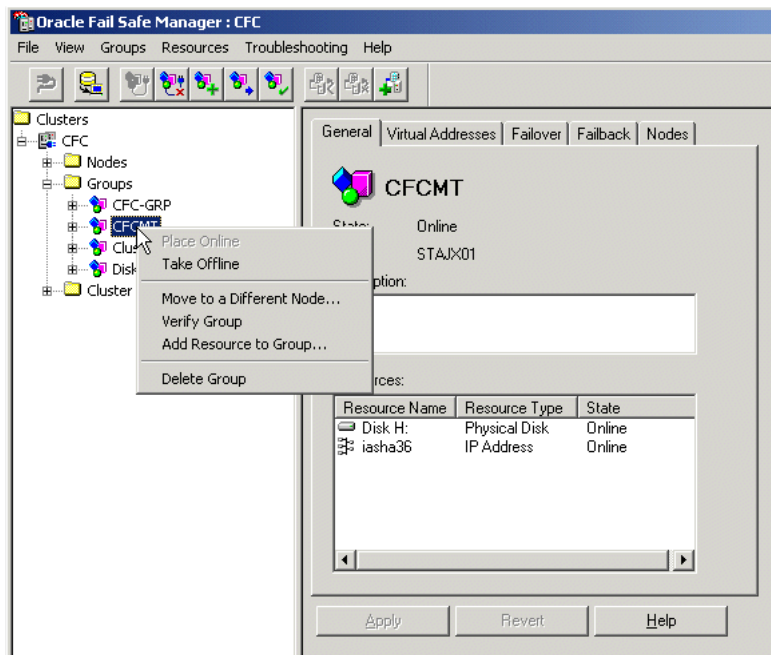 Oracle Fail Safe Manager : CFC
File View Groups Resources Troubleshooting Help
Clusters
CFC
Nodes
Groups
CFC-GRP
CFCMT
Clus
Disk
Cluster
Place Online
Take Offline
Move to a Different Node...
Verify Group
Add Resource to Group...
Delete Group
General Virtual Addresses Failover Failback Nodes
CFCMT
State: Online
STAJX01
ption:
rces:
Resource Name Resource Type State
Disk H: Physical Disk Online
iasha36 IP Address Online
Apply Revert Help